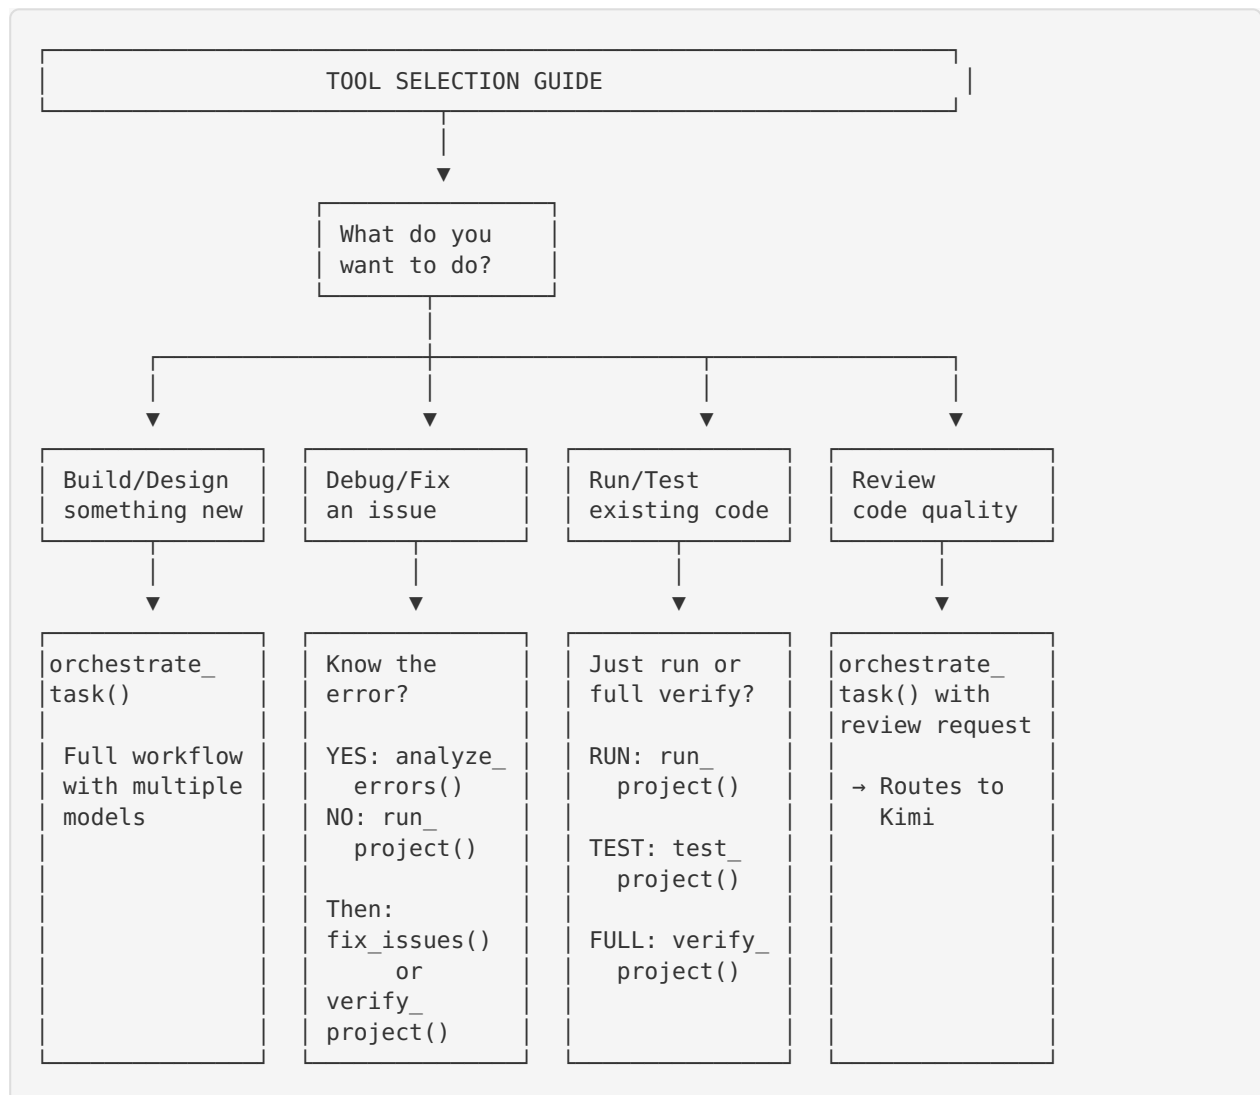 TOOL SELECTION GUIDE
What do you
want to do?
Build/Design
something new
Debug/Fix
an issue
Run/Test
existing code
Review
code quality
orchestrate_
task()
Full workflow
with multiple
models
Know the
error?
YES: analyze_
errors()
NO: run_
project()
Then:
fix_issues()
or
verify_
project()
Just run or
full verify?
RUN: run_
project()
TEST: test_
project()
FULL: verify_
project()
orchestrate_
task() with
review request
→ Routes to
Kimi